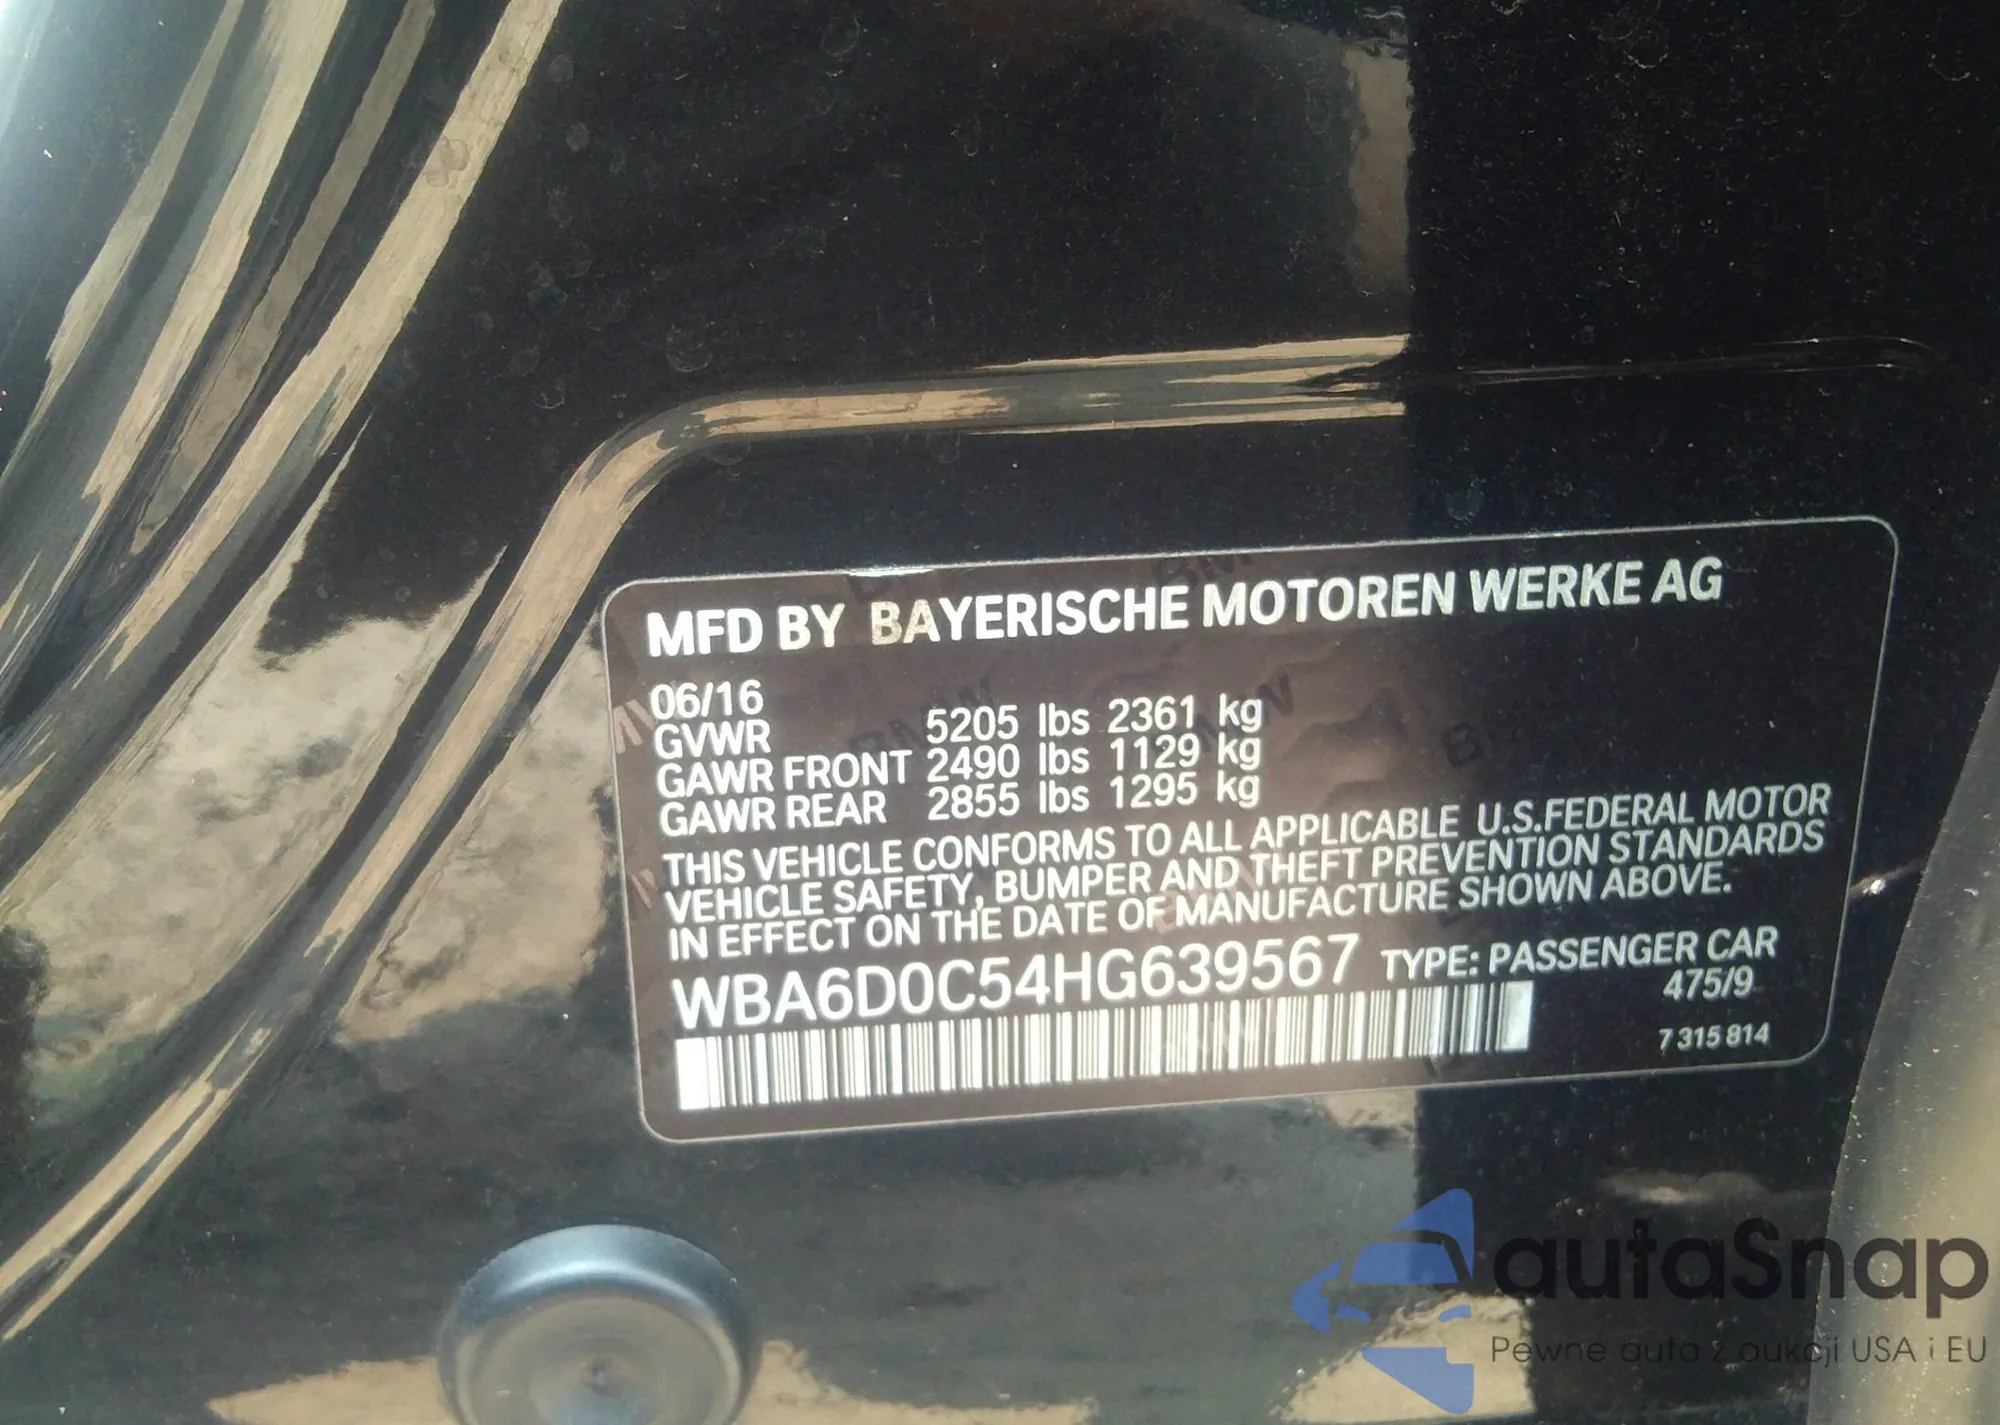 MFD BY BAYERISCHE MOTOREN WERKE AG
06/16
GVWR 5205 lbs 2361 kg
GAWR FRONT 2490 lbs 1129 kg
GAWR REAR 2855 lbs 1295 kg
THIS VEHICLE CONFORMS TO ALL APPLICABLE U.S.FEDERAL MOTOR
VEHICLE SAFETY, BUMPER AND THEFT PREVENTION STANDARDS
IN EFFECT ON THE DATE OF MANUFACTURE SHOWN ABOVE.
WBA6D0C54HG639567 TYPE: PASSENGER CAR
475/9
7 315 814
autaSnap
Pewne auta z aukcji USA i EU